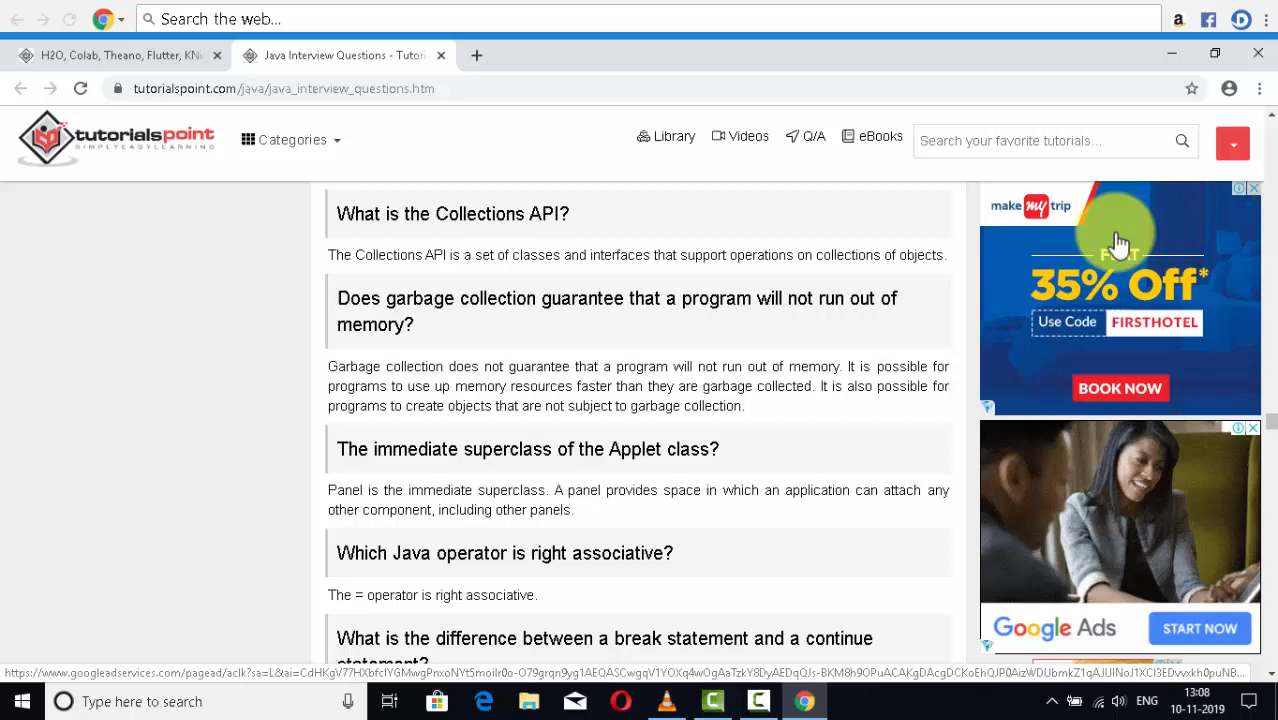 Search the web...
H2O, Colab, Theano, Flutter, KNi
Java Interview Questions - Tutori
tutorialspoint.com/java/java_interview_questions.htm
tutorialspoint
SIMPLYEASYLEARNING
Categories
Library
Videos
Q/A
eBooks
Search your favorite tutorials...
What is the Collections API?
The Collections API is a set of classes and interfaces that support operations on collections of objects.
Does garbage collection guarantee that a program will not run out of
memory?
Garbage collection does not guarantee that a program will not run out of memory. It is possible for
programs to use up memory resources faster than they are garbage collected. It is also possible for
programs to create objects that are not subject to garbage collection.
The immediate superclass of the Applet class?
Panel is the immediate superclass. A panel provides space in which an application can attach any
other component, including other panels.
Which Java operator is right associative?
The = operator is right associative.
What is the difference between a break statement and a continue
statement?
make my trip
35% Off*
Use Code FIRSTHOTEL
BOOK NOW
Google Ads
START NOW
Type here to search
ENG
13:08
10-11-2019